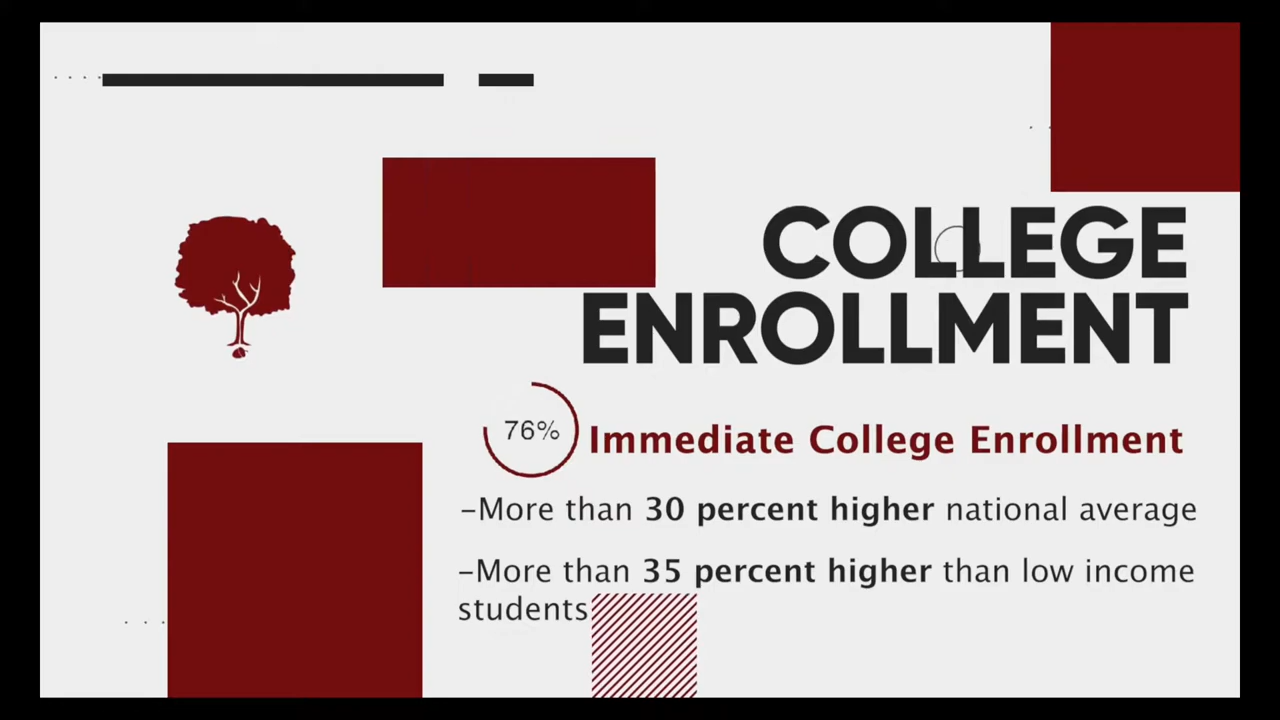 COLLEGE
ENROLLMENT
76%
Immediate College Enrollment
-More than 30 percent higher national average
-More than 35 percent higher than low income
students